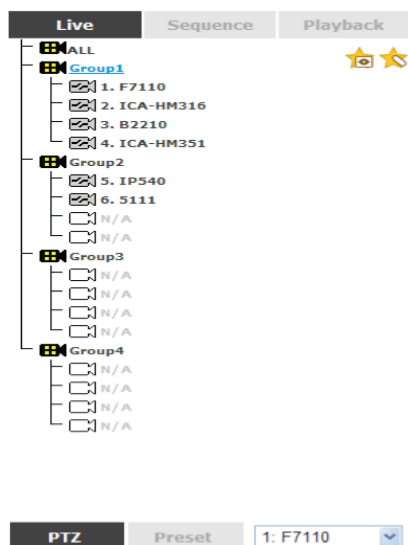 Live Sequence Playback
ALL
Group1
1. F7110
2. ICA-HM316
3. B2210
4. ICA-HM351
Group2
5. IP540
6. 5111
N/A
N/A
Group3
N/A
N/A
N/A
N/A
Group4
N/A
N/A
N/A
N/A
PTZ Preset 1: F7110